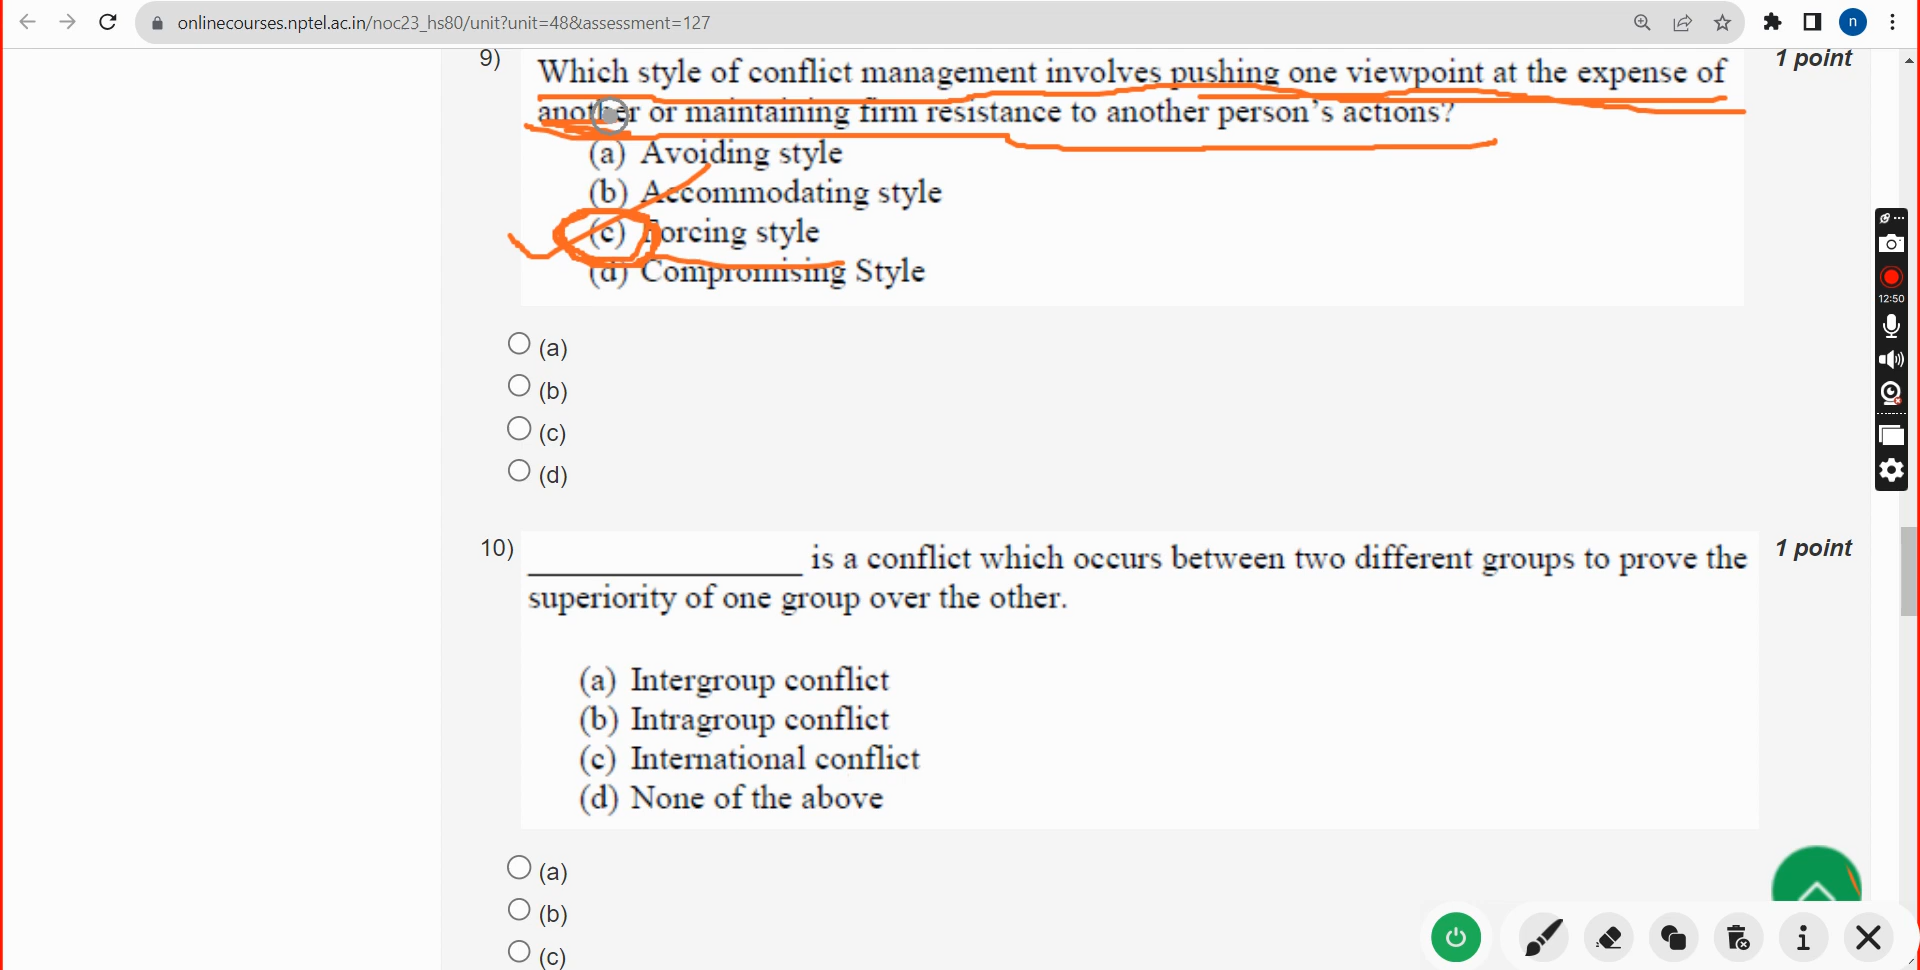 onlinecourses.nptel.ac.in/noc23_hs80/unit?unit=48&assessment=127
n
9)
Which style of conflict management involves pushing one viewpoint at the expense of
another or maintaining firm resistance to another person's actions?
1 point
(a) Avoiding style
(b) Accommodating style
(c) Forcing style
(d) Compromising Style
(a)
(b)
(c)
(d)
12:50
10)
____________ is a conflict which occurs between two different groups to prove the
superiority of one group over the other.
1 point
(a) Intergroup conflict
(b) Intragroup conflict
(c) International conflict
(d) None of the above
(a)
(b)
(c)